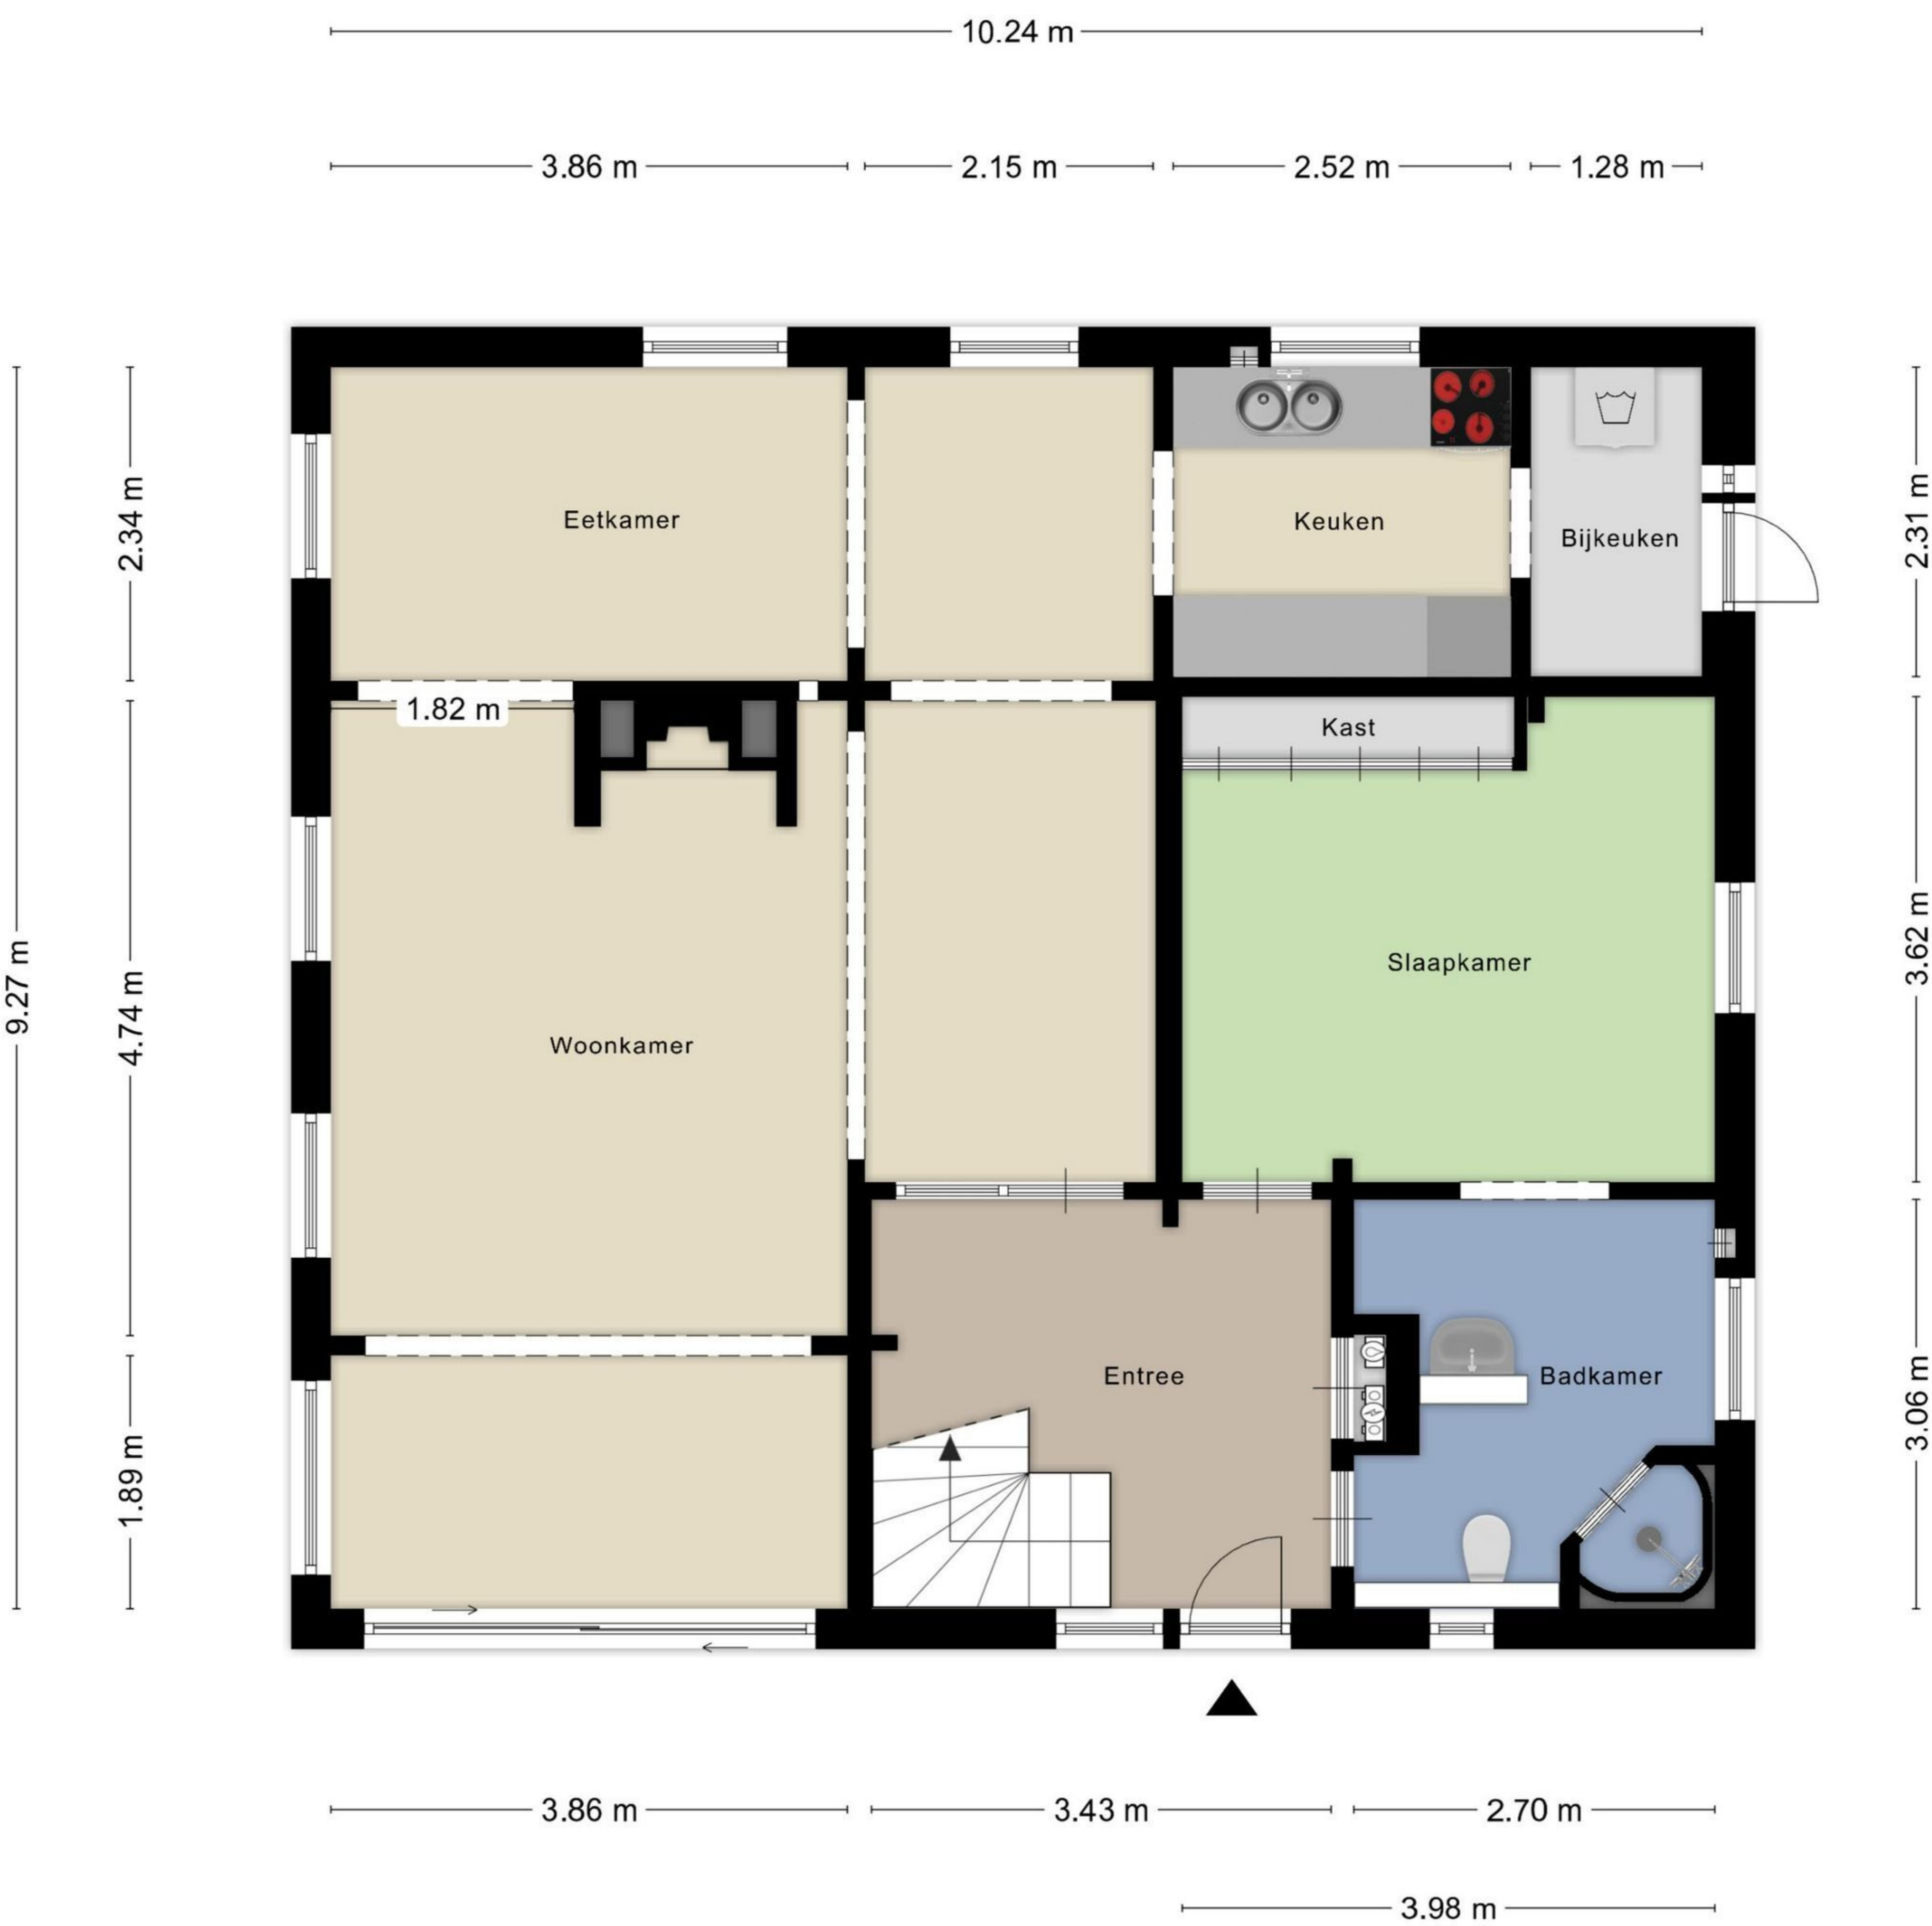 10.24 m
3.86 m
2.15 m
2.52 m
1.28 m
2.34 m
2.31 m
Eetkamer
Keuken
Bijkeuken
1.82 m
Kast
9.27 m
4.74 m
3.62 m
Slaapkamer
Woonkamer
Entree
Badkamer
1.89 m
3.06 m
3.86 m
3.43 m
2.70 m
3.98 m